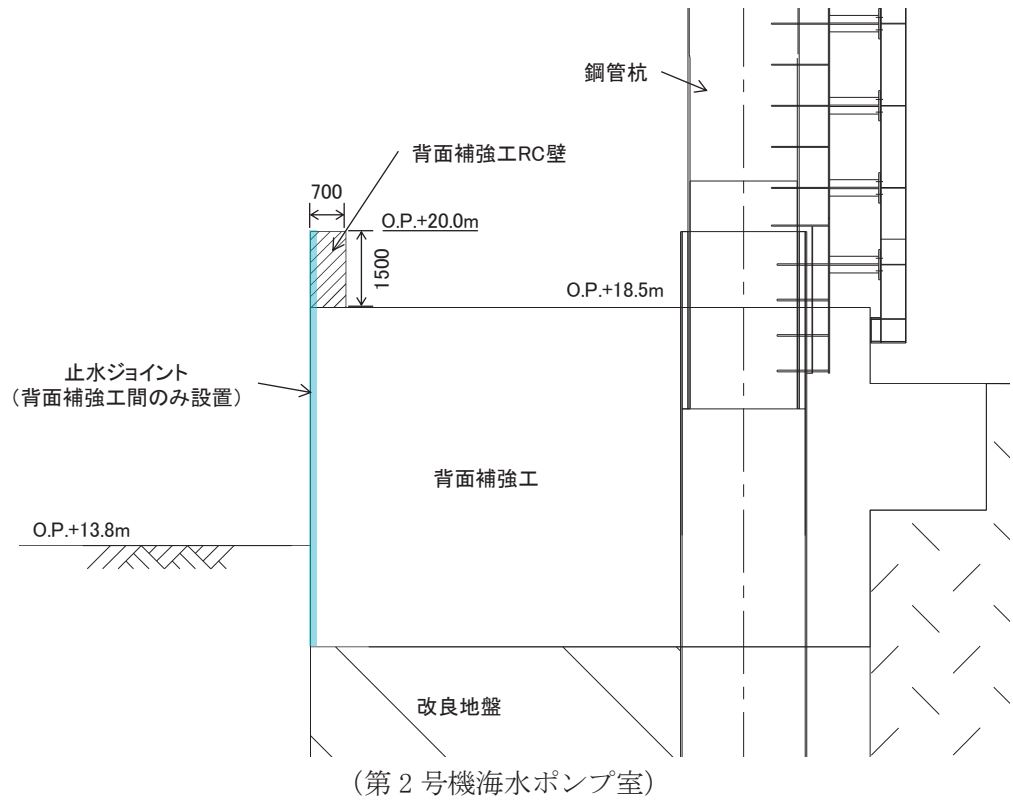 鋼管杭
背面補強工RC壁
700
O.P.+20.0m
1500
O.P.+18.5m
止水ジョイント
（背面補強工間のみ設置）
背面補強工
O.P.+13.8m
改良地盤
（第２号機海水ポンプ室）